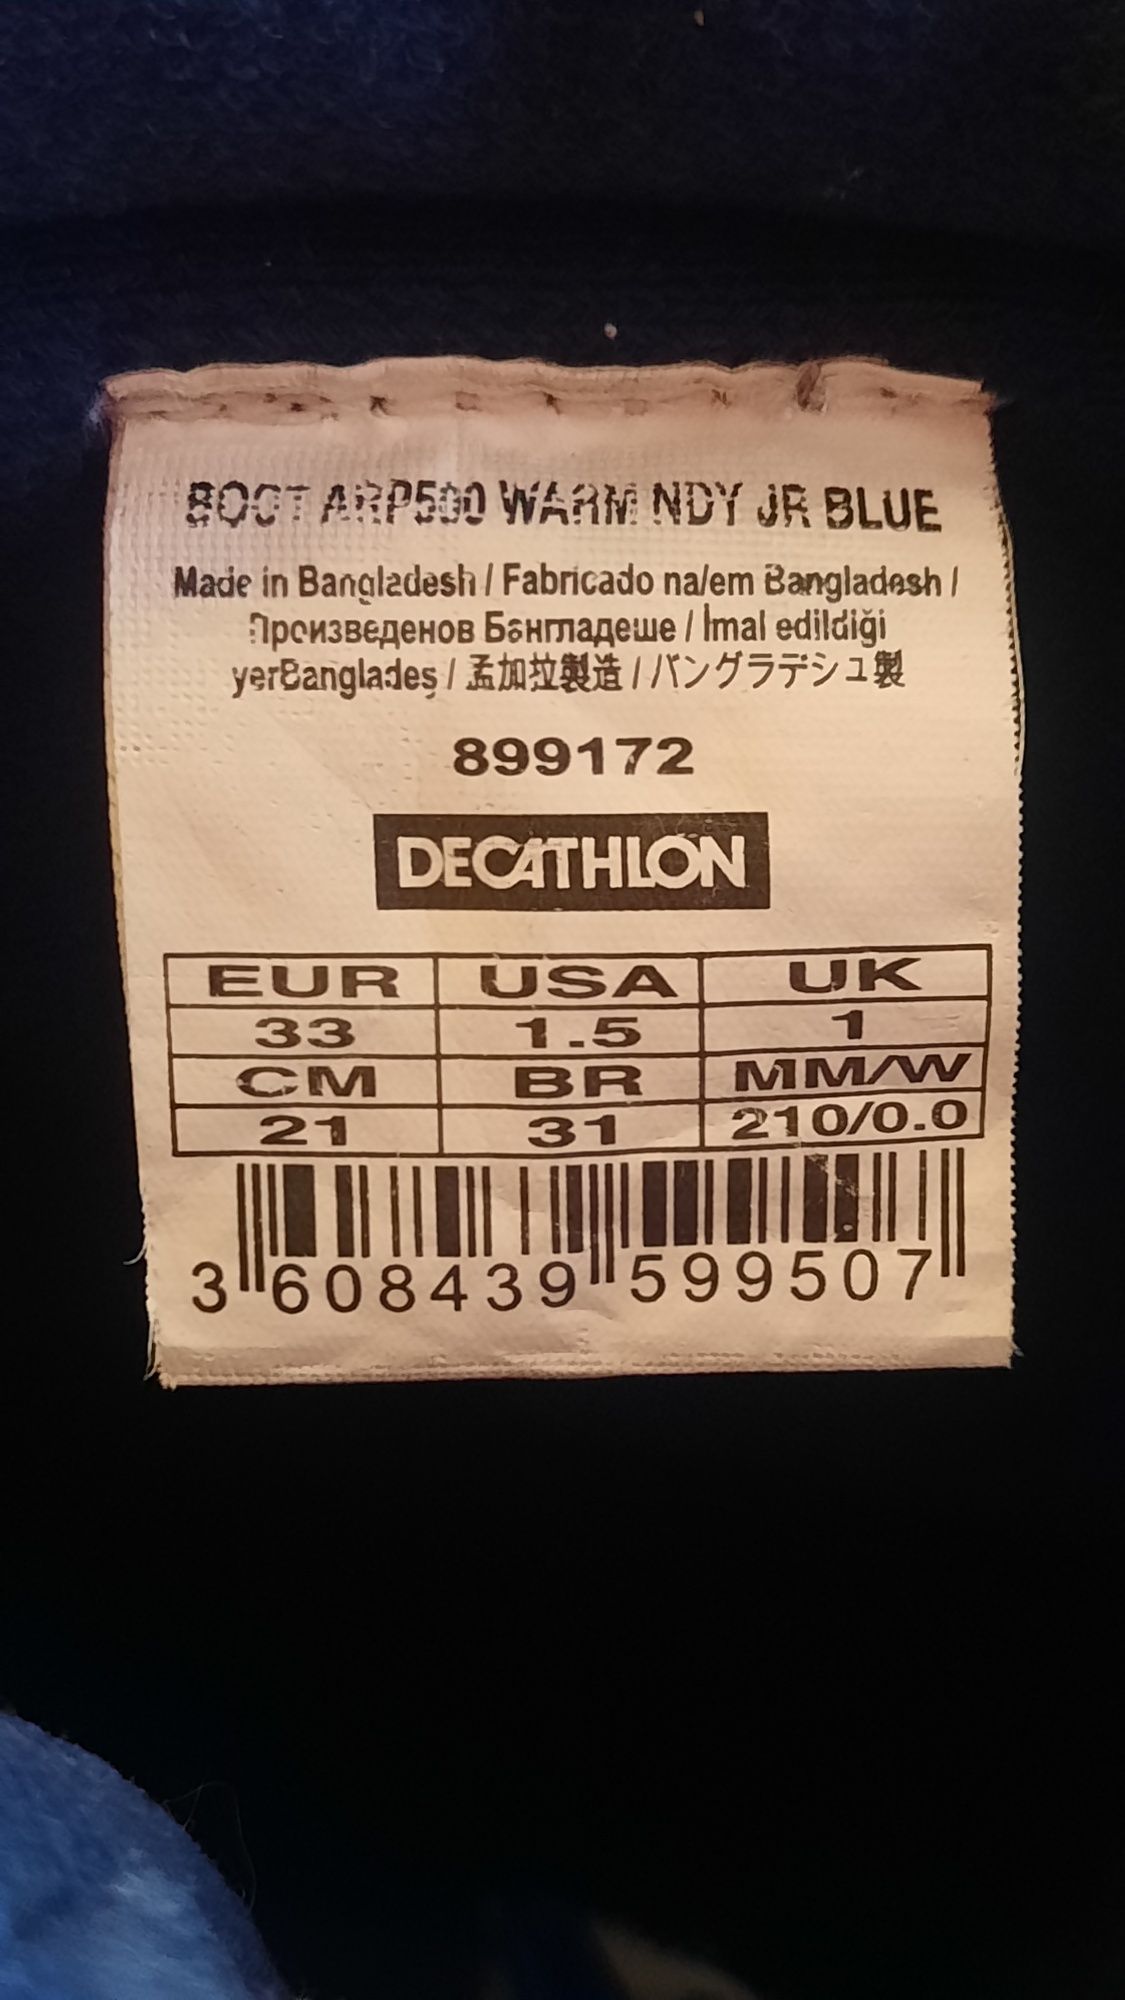 BOOT ARP500 WARM NDY JR BLUE
Made in Bangladesh / Fabricado na/em Bangladesh /
Произведенов Бангладеше / İmal edildiği
yerBanglades / 孟加拉製造 / バングラデシュ製
899172
DECATHLON
EUR USA UK
33 1.5 1
CM BR MM/W
21 31 210/0.0
3 608439 599507